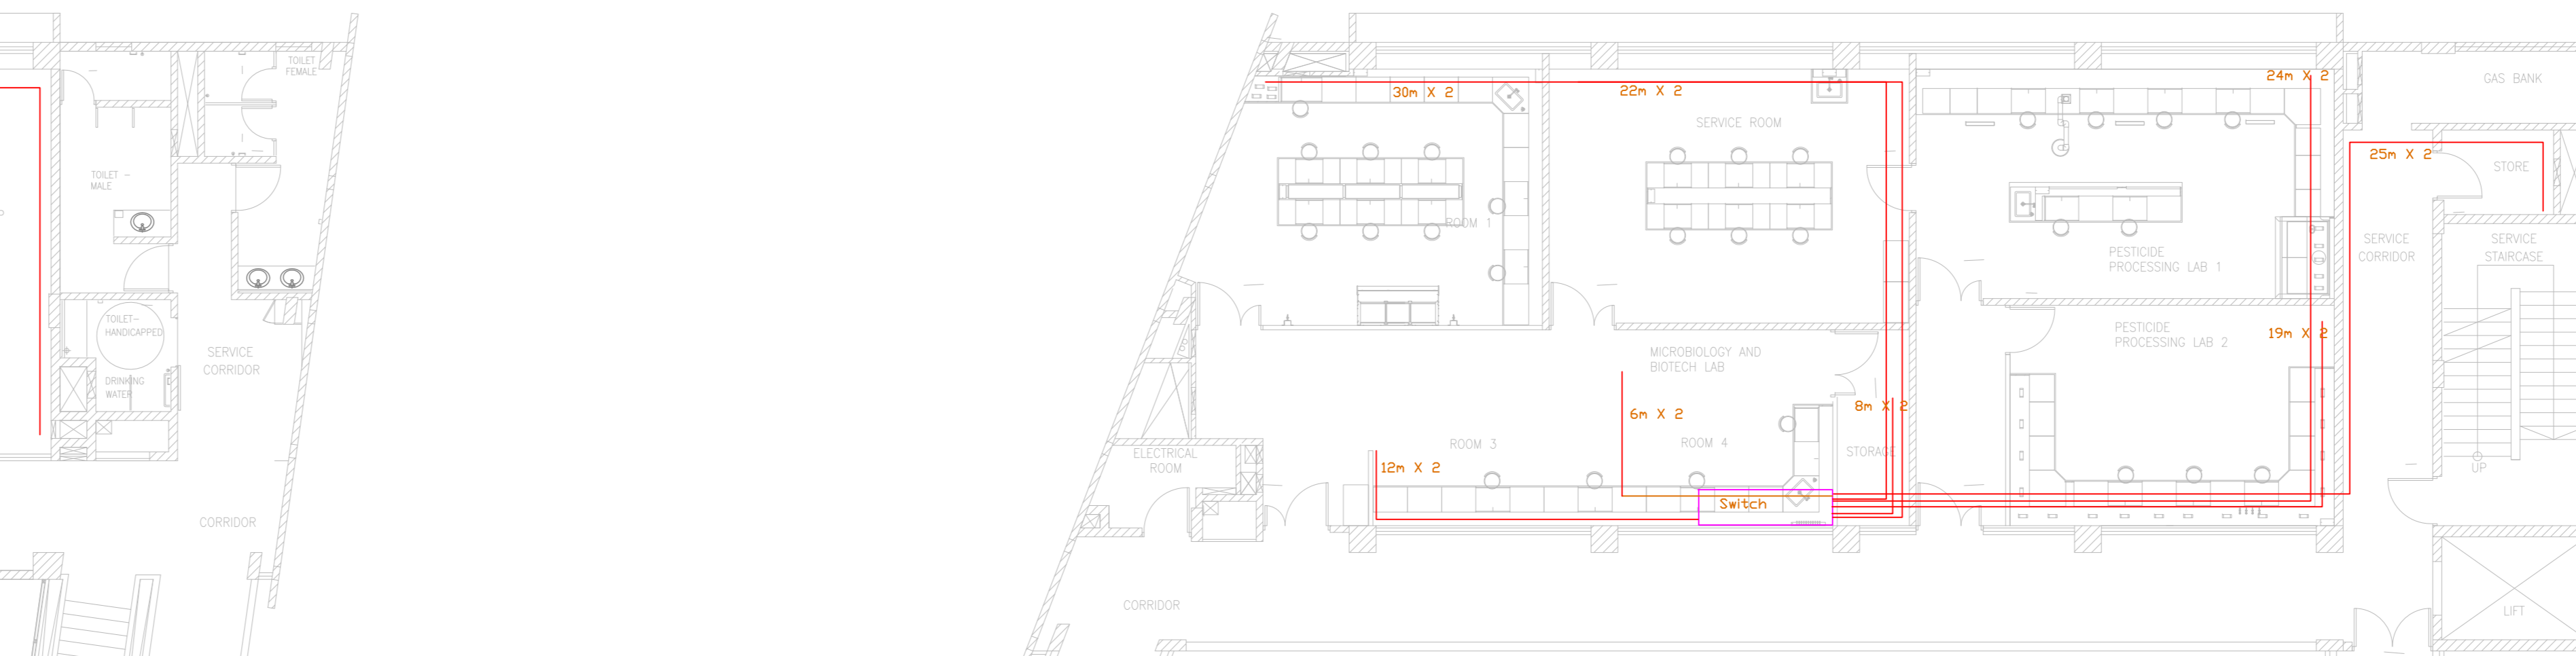 TOILET
FEMALE
TOILET -
MALE
TOILET-
HANDICAPPED
DRINKING
WATER
SERVICE
CORRIDOR
CORRIDOR
30m X 2
22m X 2
24m X 2
GAS BANK
SERVICE ROOM
25m X 2
STORE
ROOM 1
PESTICIDE
PROCESSING LAB 1
SERVICE
CORRIDOR
SERVICE
STAIRCASE
MICROBIOLOGY AND
BIOTECH LAB
PESTICIDE
PROCESSING LAB 2
19m X 2
6m X 2
8m X 2
ROOM 3
ROOM 4
STORAGE
ELECTRICAL
ROOM
12m X 2
UP
Switch
CORRIDOR
LIFT